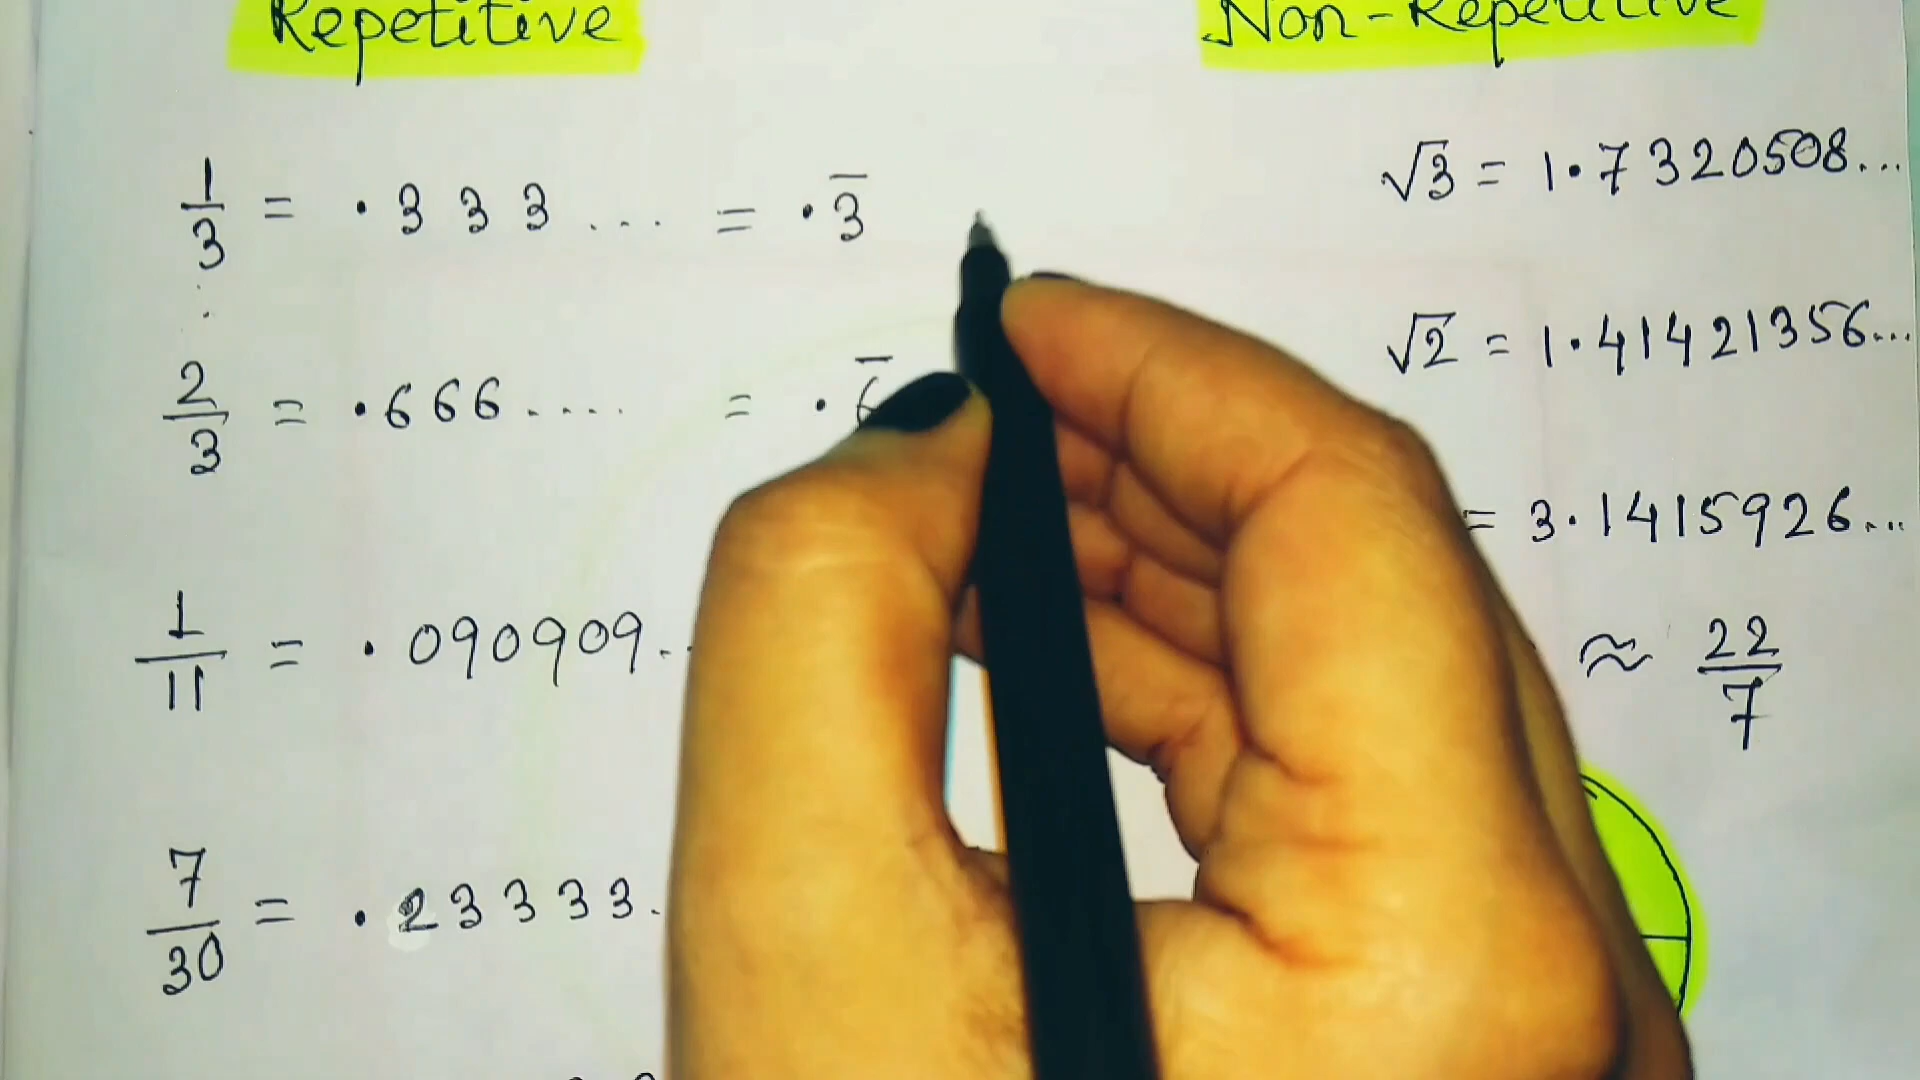 Repetitive
Non-Repetitive
1/3 = .333... = .3̅
√3 = 1.7320508...
2/3 = .666.... = .6̅
√2 = 1.41421356...
= 3.1415926...
1/11 = .090909..
≈ 22/7
7/30 = .23333.